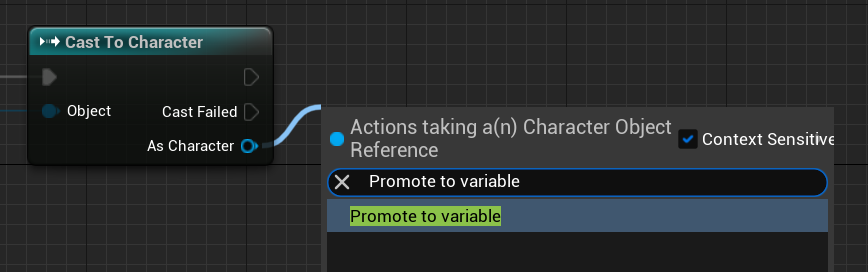 Cast To Character
Object
Cast Failed
As Character
Actions taking a(n) Character Object
Reference
Context Sensitive
Promote to variable
Promote to variable